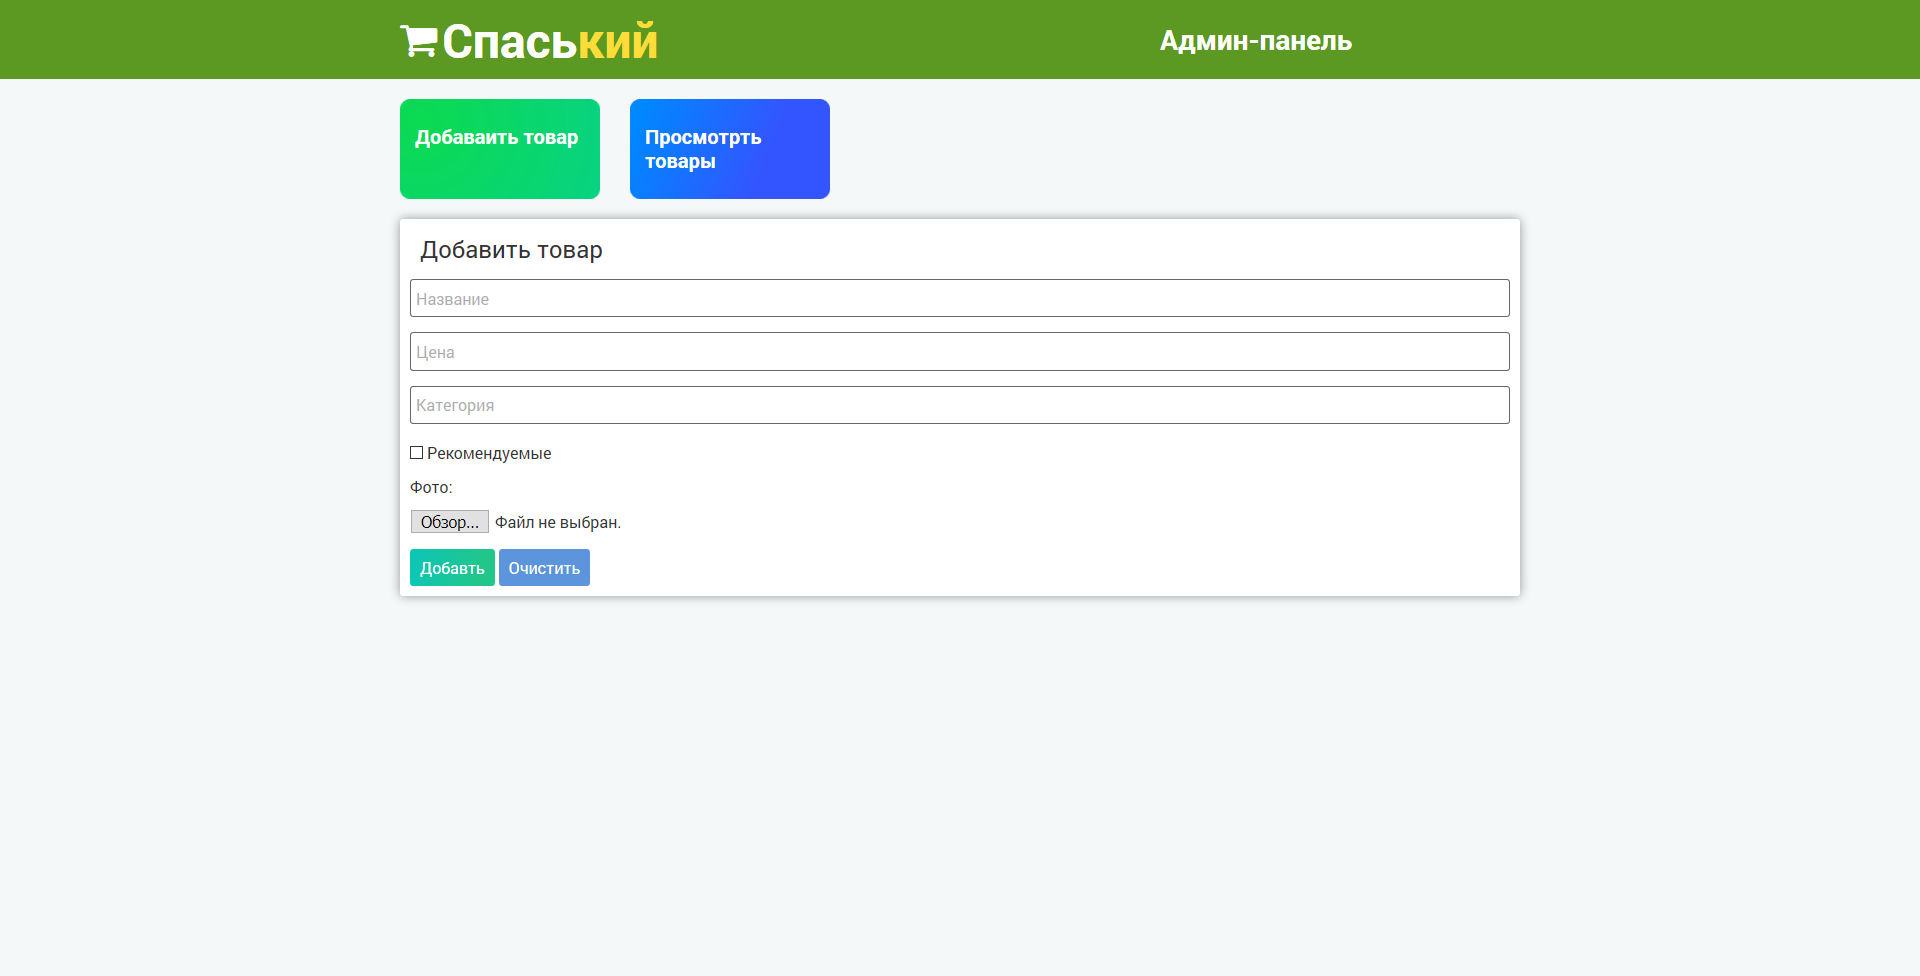 Спаський
Админ-панель
Добаваить товар
Просмотрть
товары
Добавить товар
Название
Цена
Категория
Рекомендуемые
Фото:
Обзор... Файл не выбран.
Добавть Очистить